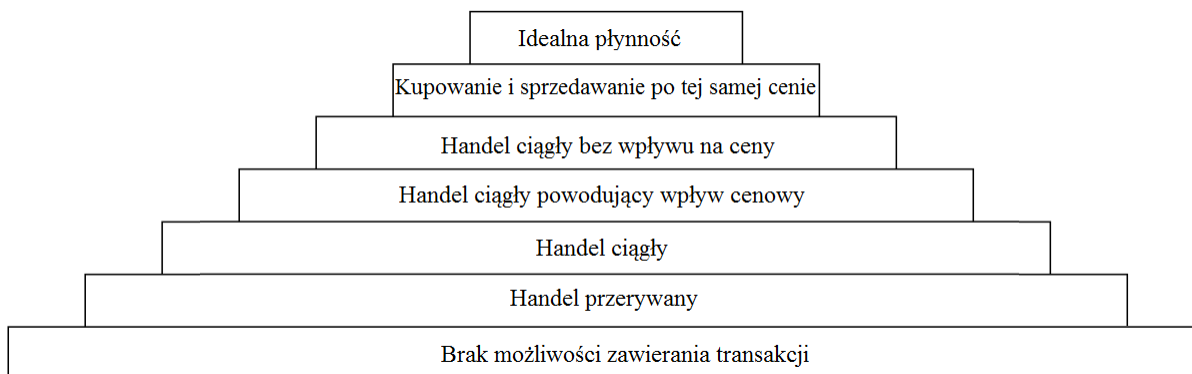 Idealna płynność
Kupowanie i sprzedawanie po tej samej cenie
Handel ciągły bez wpływu na ceny
Handel ciągły powodujący wpływ cenowy
Handel ciągły
Handel przerywany
Brak możliwości zawierania transakcji